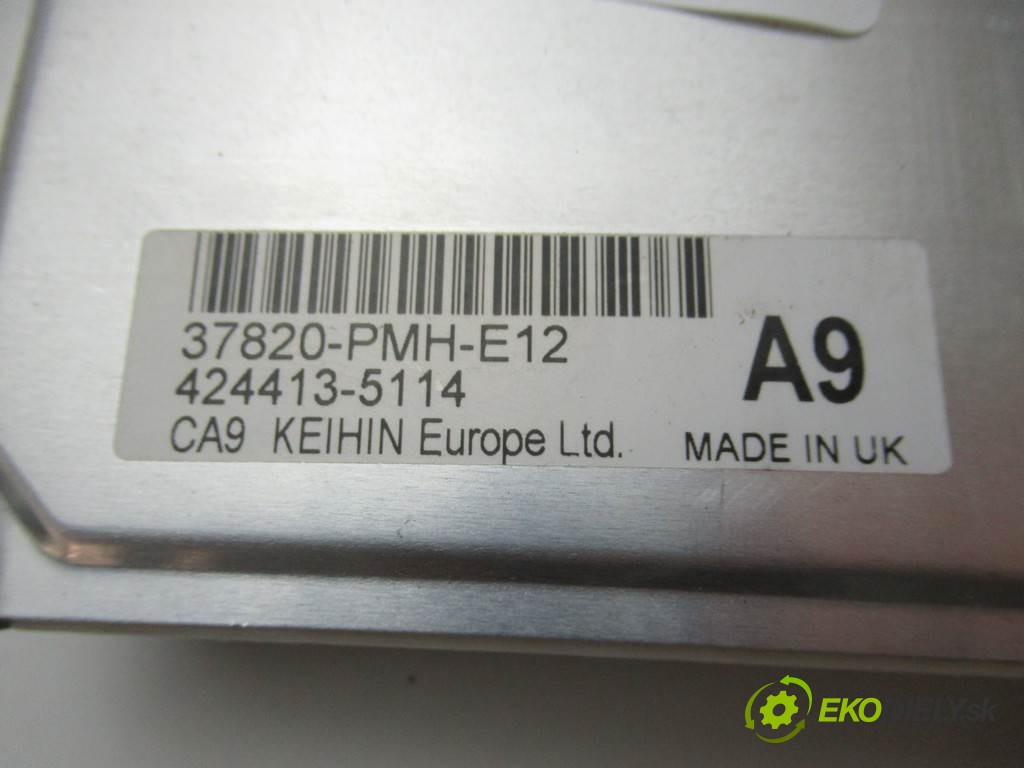 37820-PMH-E12
424413-5114
A9
CA9 KEIHIN Europe Ltd. MADE IN UK
EKODIELY.sk